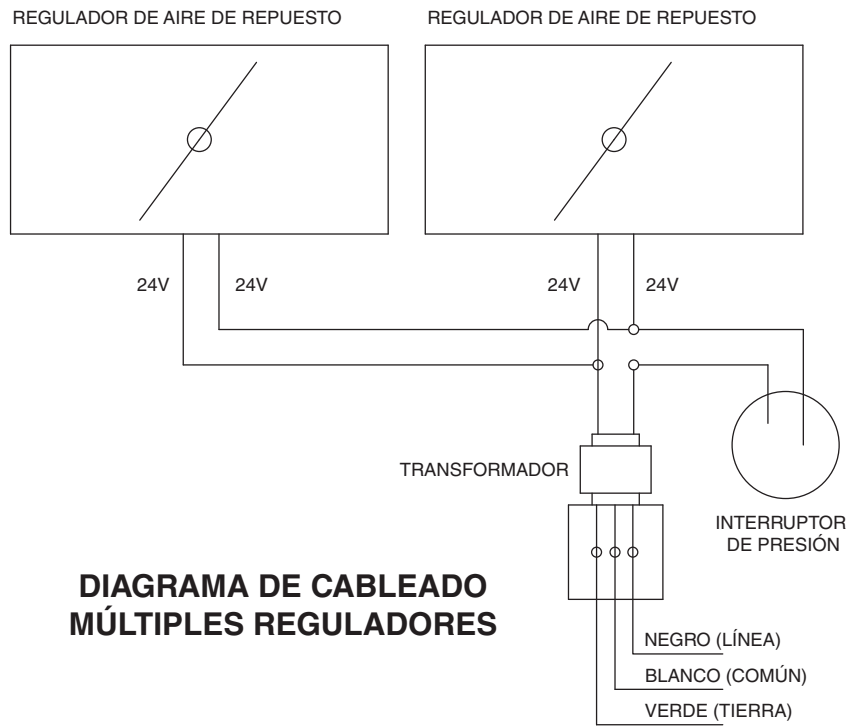 REGULADOR DE AIRE DE REPUESTO
REGULADOR DE AIRE DE REPUESTO
24V
24V
24V
24V
TRANSFORMADOR
INTERRUPTOR
DE PRESIÓN
DIAGRAMA DE CABLEADO
MÚLTIPLES REGULADORES
NEGRO (LÍNEA)
BLANCO (COMÚN)
VERDE (TIERRA)